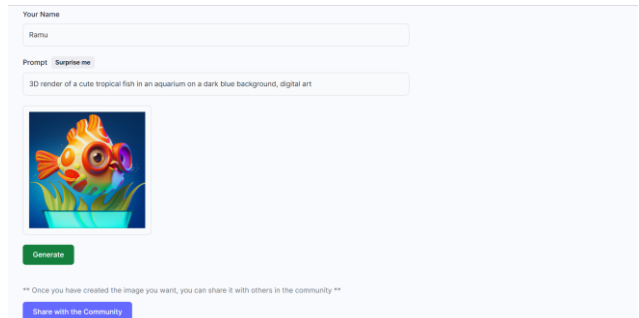 Your Name
Ramu
Prompt Surprise me
3D render of a cute tropical fish in an aquarium on a dark blue background, digital art
Generate
** Once you have created the image you want, you can share it with others in the community **
Share with the Community